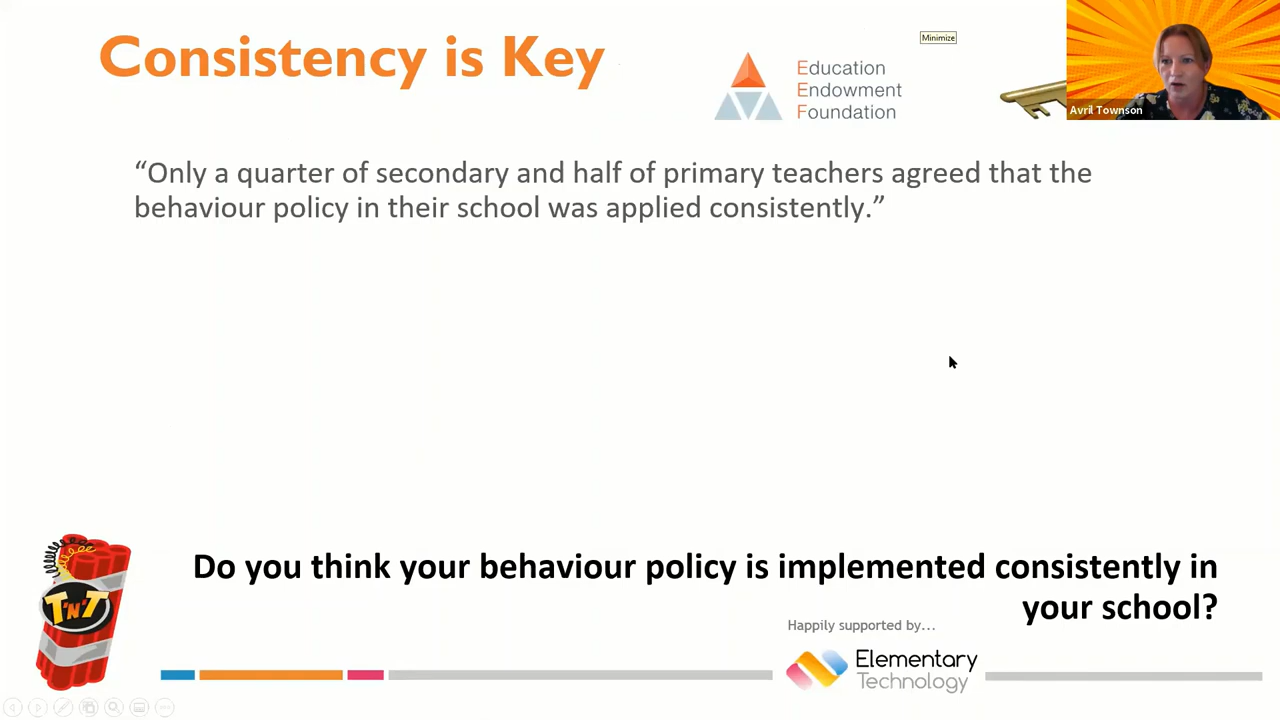 Consistency is Key
Minimize
Education
Endowment
Foundation
Avril Townson
“Only a quarter of secondary and half of primary teachers agreed that the
behaviour policy in their school was applied consistently.”
T'N'T
Do you think your behaviour policy is implemented consistently in
your school?
Happily supported by...
Elementary
Technology